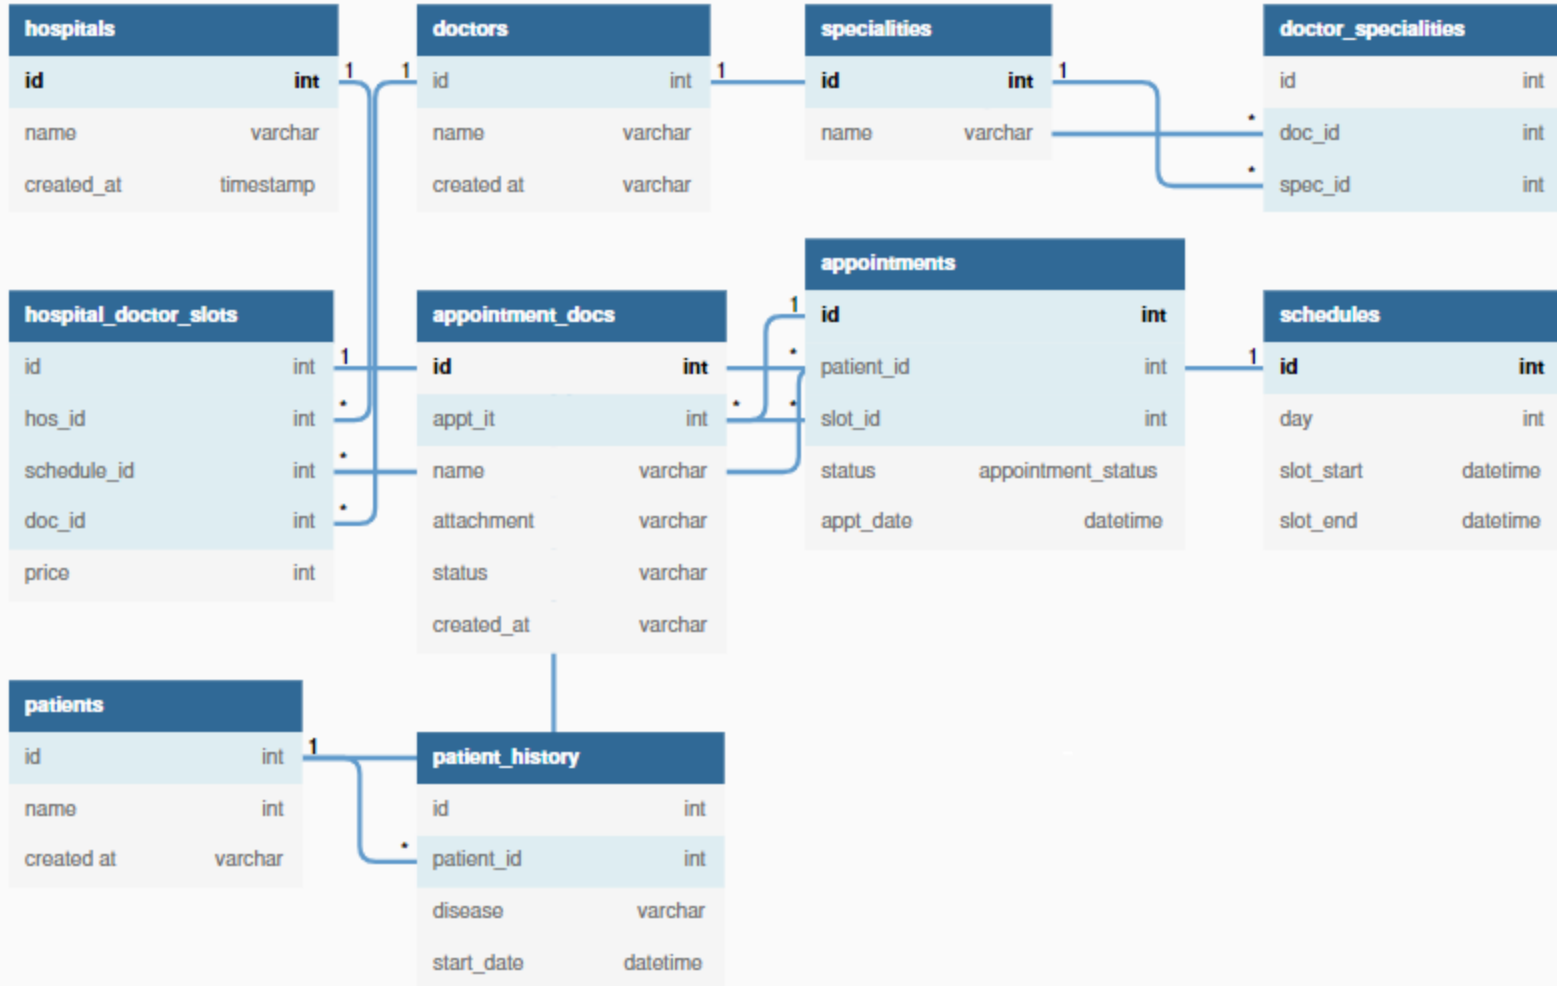 hospitals
id int
name varchar
created_at timestamp
1
1
doctors
id int
name varchar
created at varchar
1
specialities
id int
name varchar
1
*
*
doctor_specialities
id int
doc_id int
spec_id int
hospital_doctor_slots
id int
hos_id int
schedule_id int
doc_id int
price int
1
*
*
*
appointment_docs
id int
appt_it int
name varchar
attachment varchar
status varchar
created_at varchar
*
1
*
*
appointments
id int
patient_id int
slot_id int
status appointment_status
appt_date datetime
1
schedules
id int
day int
slot_start datetime
slot_end datetime
patients
id int
name int
created at varchar
1
*
patient_history
id int
patient_id int
disease varchar
start_date datetime